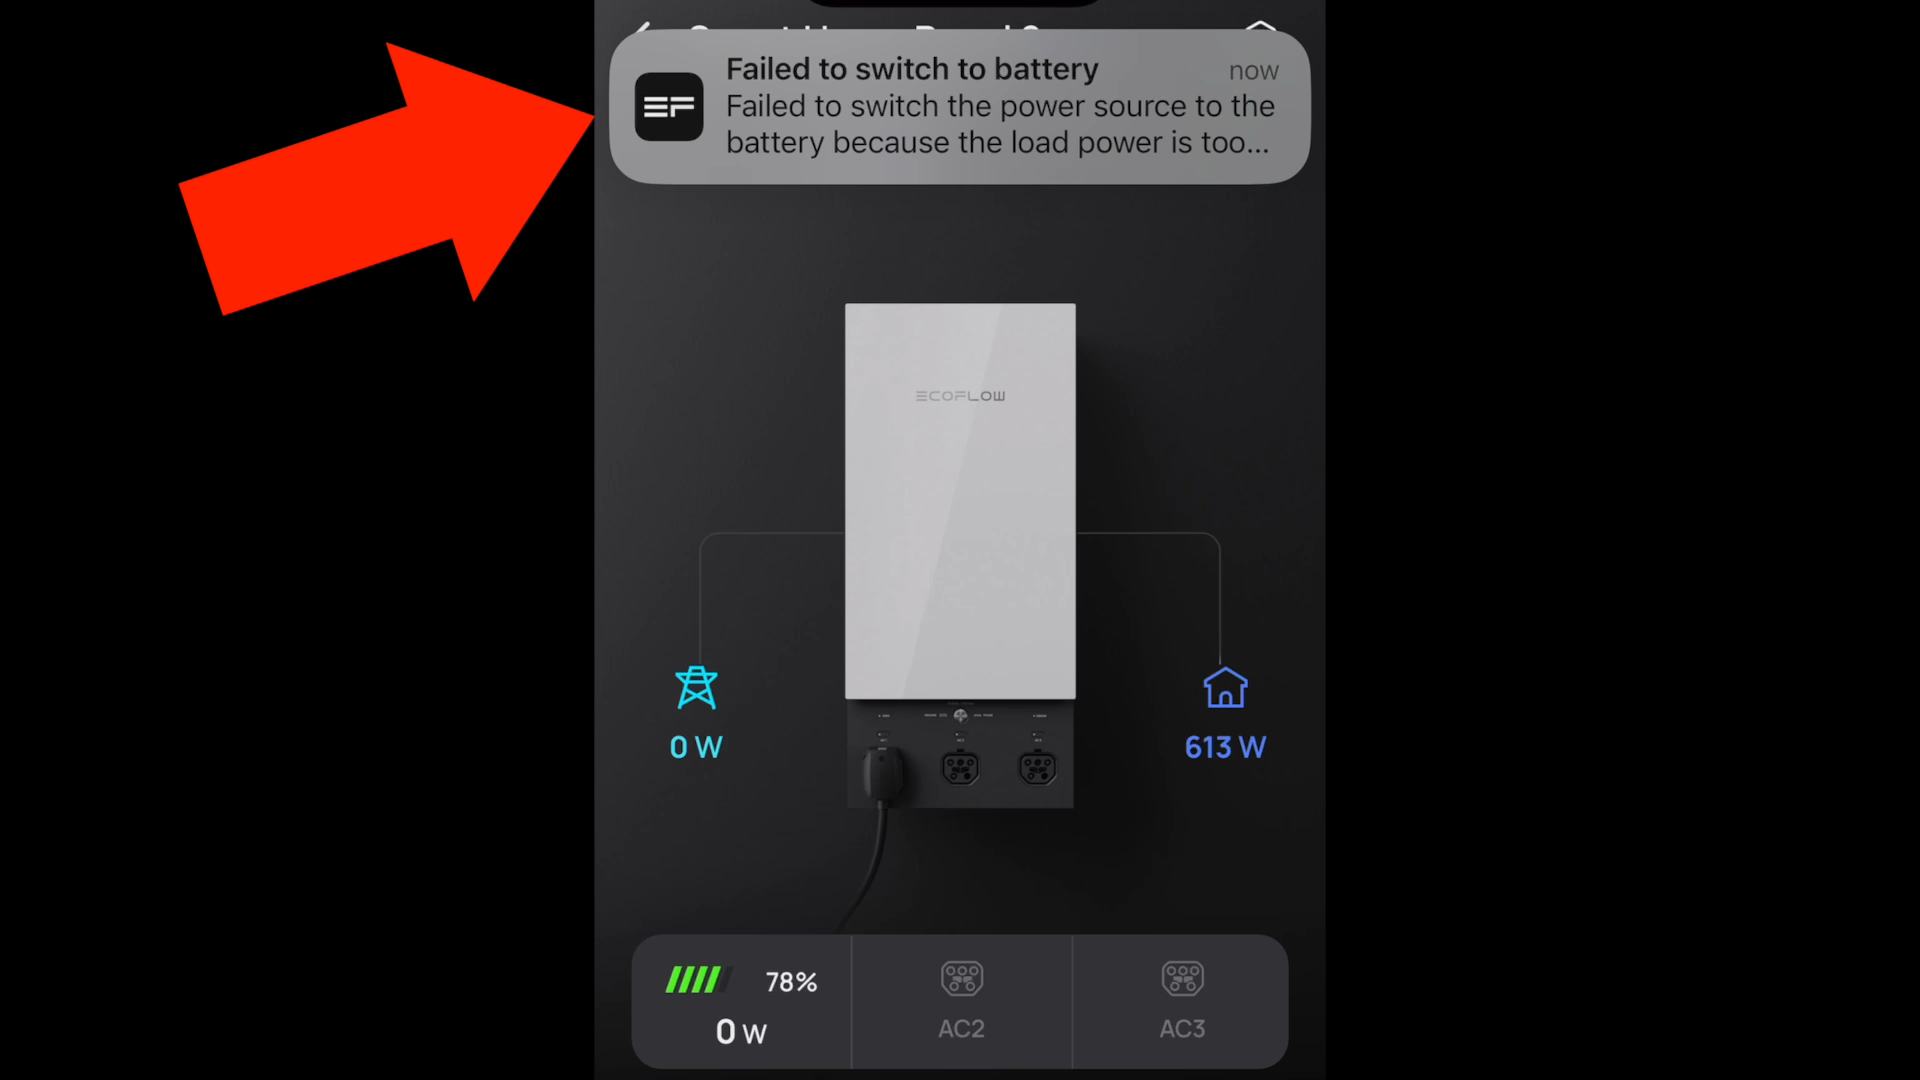 Failed to switch to battery
now
Failed to switch the power source to the
battery because the load power is too...
ECOFLOW
0 W
613 W
78%
0 W
AC2
AC3